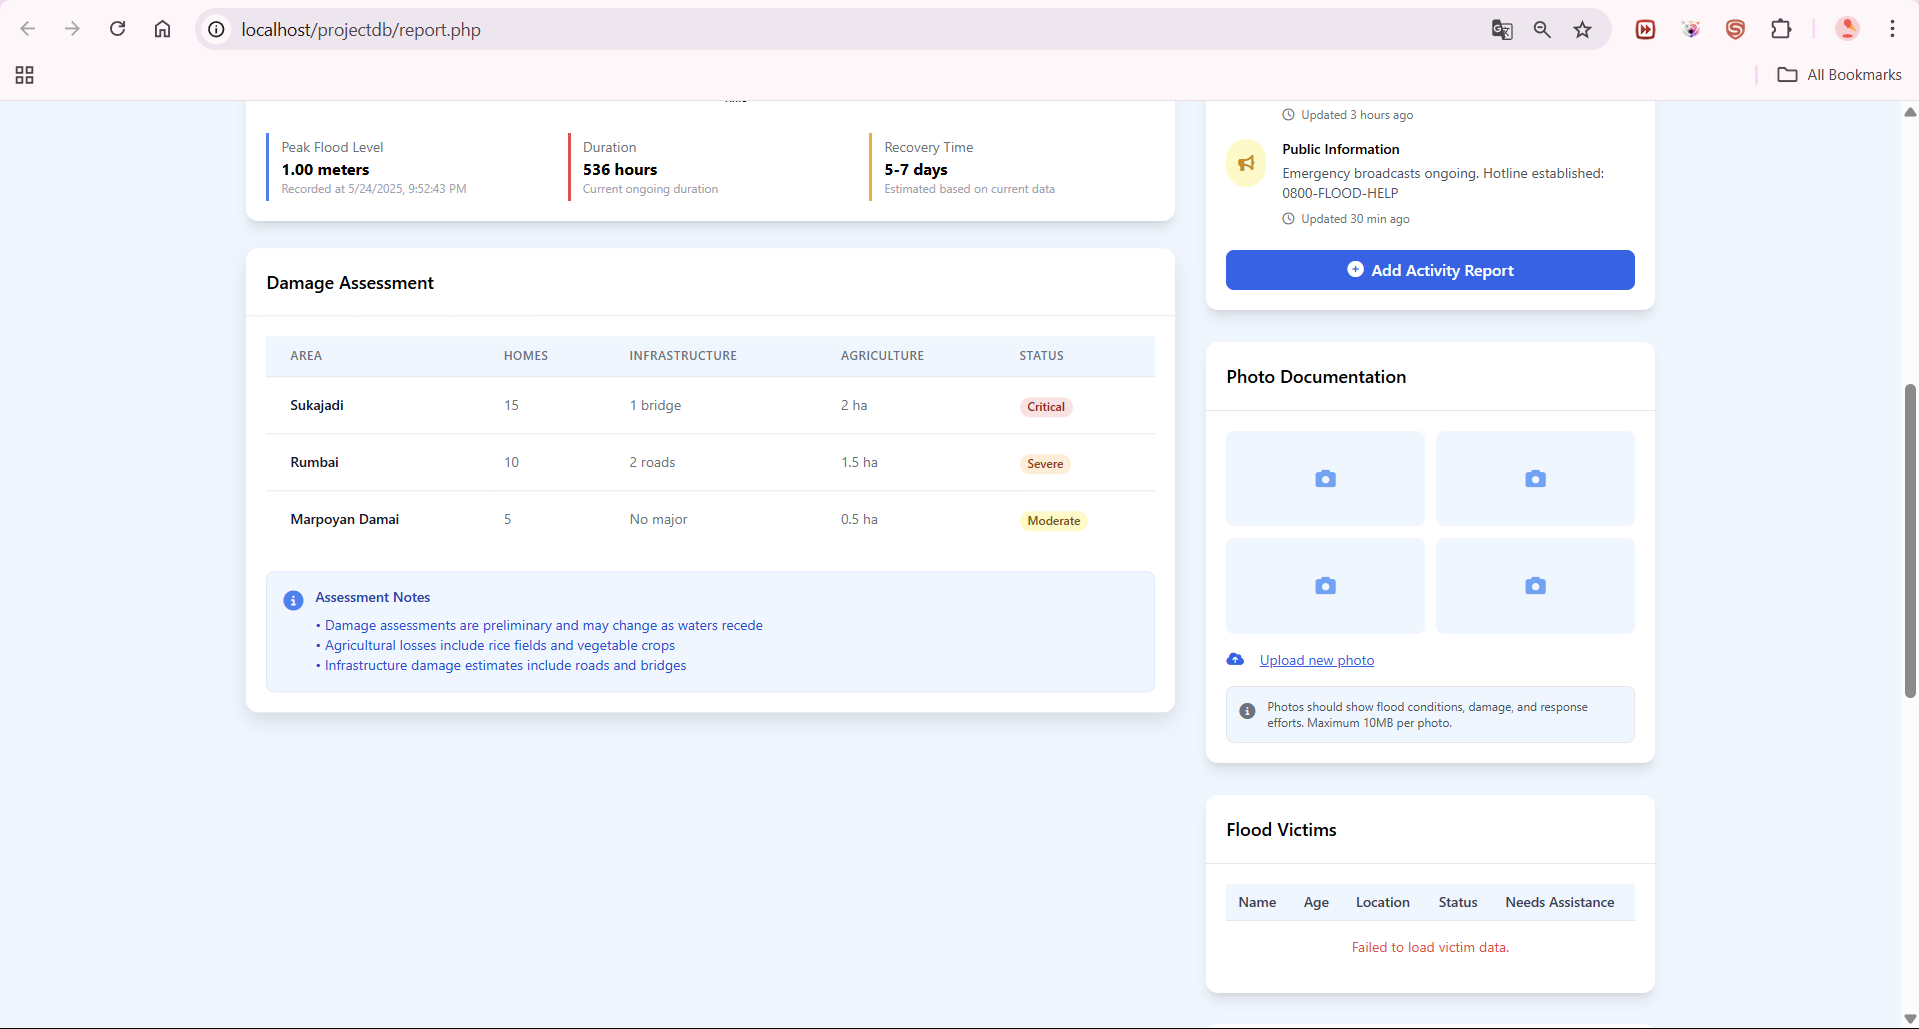 localhost/projectdb/report.php
All Bookmarks
Peak Flood Level
1.00 meters
Recorded at 5/24/2025, 9:52:43 PM
Duration
536 hours
Current ongoing duration
Recovery Time
5-7 days
Estimated based on current data
Damage Assessment
AREA HOMES INFRASTRUCTURE AGRICULTURE STATUS
Sukajadi 15 1 bridge 2 ha Critical
Rumbai 10 2 roads 1.5 ha Severe
Marpoyan Damai 5 No major 0.5 ha Moderate
Assessment Notes
• Damage assessments are preliminary and may change as waters recede
• Agricultural losses include rice fields and vegetable crops
• Infrastructure damage estimates include roads and bridges
Updated 3 hours ago
Public Information
Emergency broadcasts ongoing. Hotline established:
0800-FLOOD-HELP
Updated 30 min ago
Add Activity Report
Photo Documentation
Upload new photo
Photos should show flood conditions, damage, and response
efforts. Maximum 10MB per photo.
Flood Victims
Name Age Location Status Needs Assistance
Failed to load victim data.